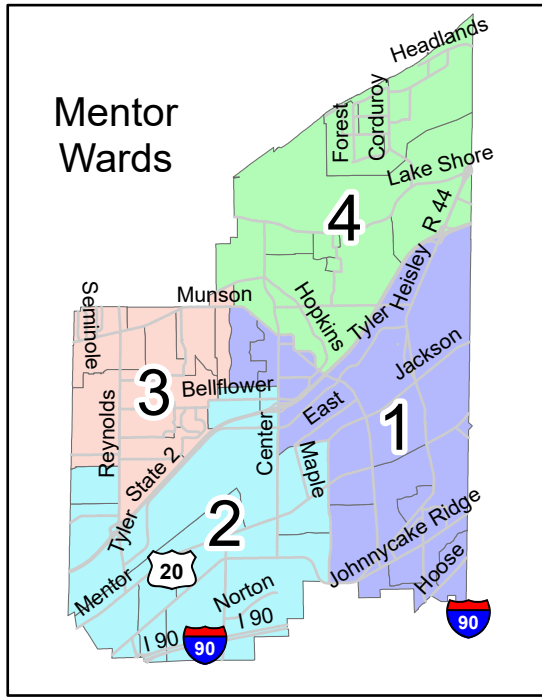 Mentor
Wards
Headlands
Forest
Corduroy
Lake Shore
4
R 44
Heisley
Hopkins
Tyler
Munson
Seminole
Jackson
3
Bellflower
East
1
Reynolds
Center
Maple
State 2
Tyler
2
Johnnycake Ridge
20
Mentor
Hoose
Norton
I 90
I 90
90
90